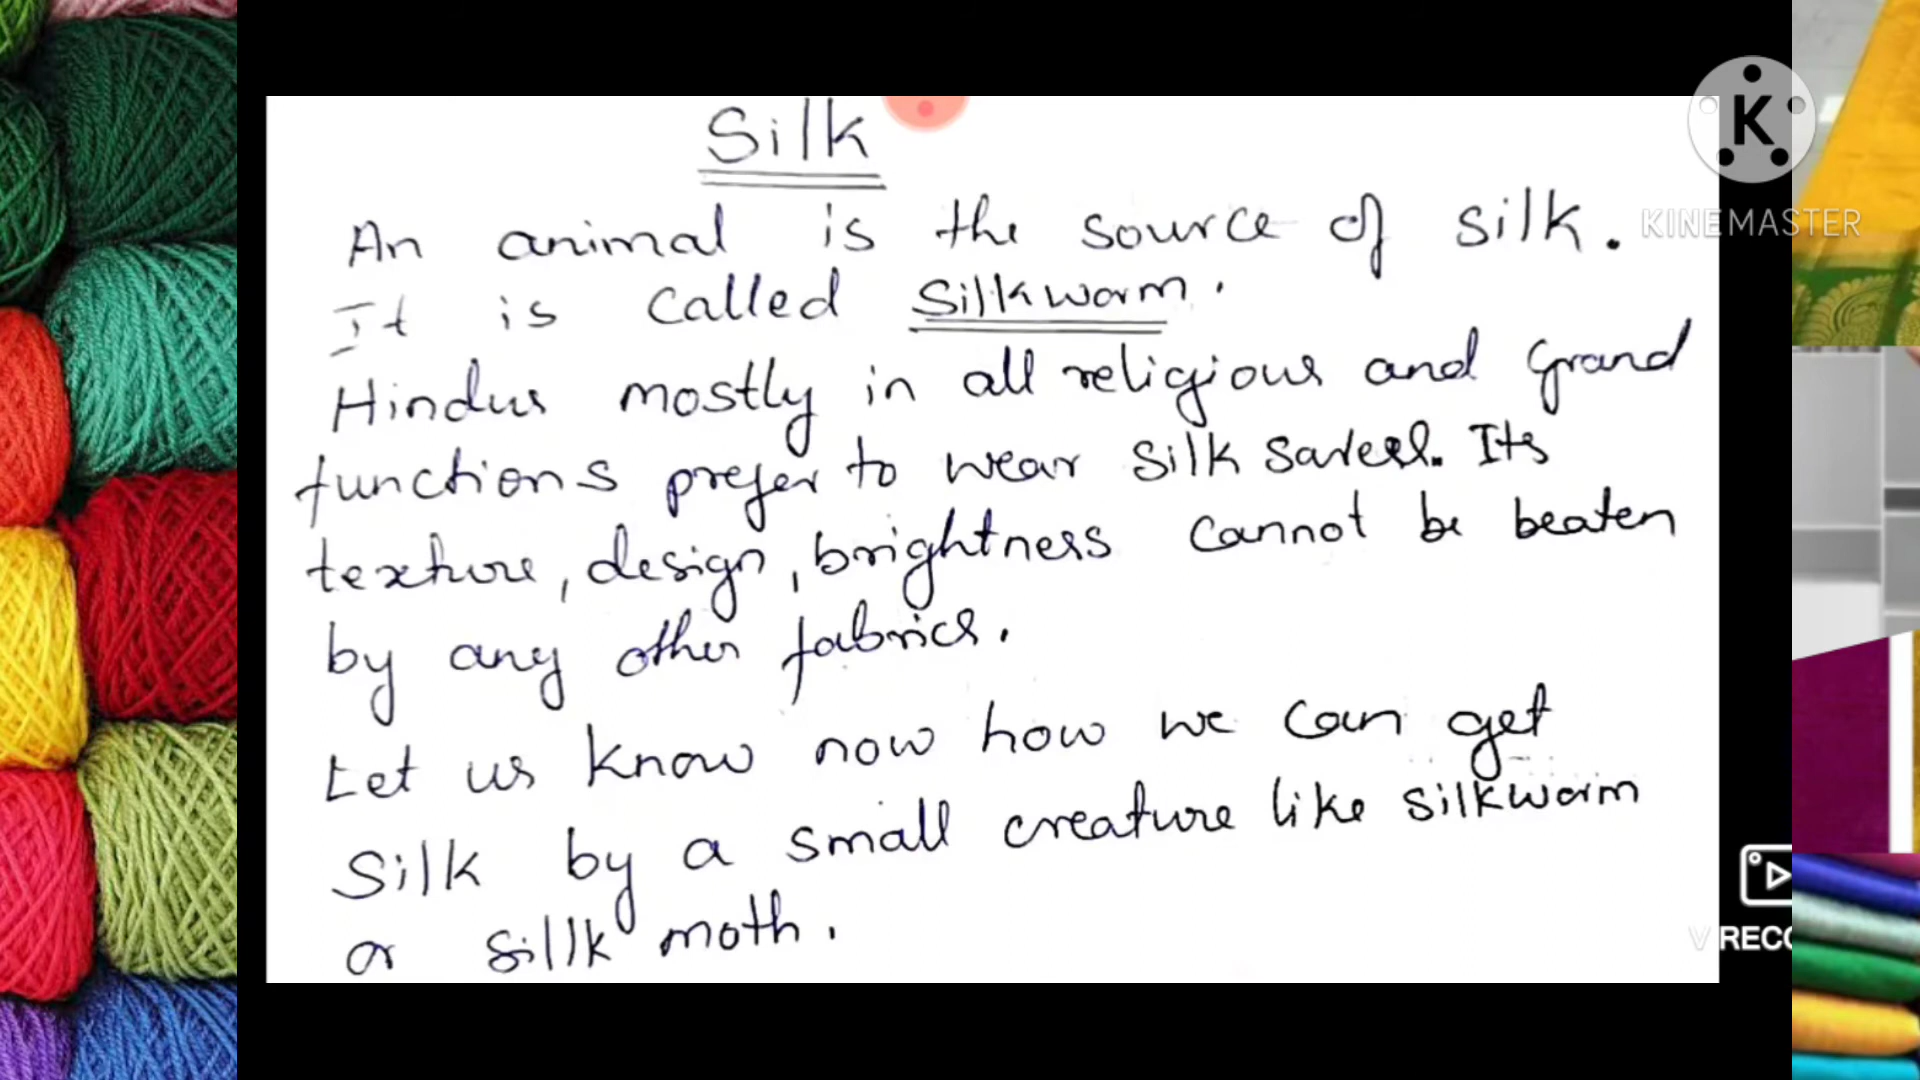 Silk
An animal is the source of silk.
It is called Silkworm.
Hindus mostly in all religious and grand
functions prefer to wear silk sarees. Its
texture, design, brightness cannot be beaten
by any other fabrics.
Let us know now how we can get
Silk by a small creature like silkworm
or sillk moth.
K
KINEMASTER
V RECO